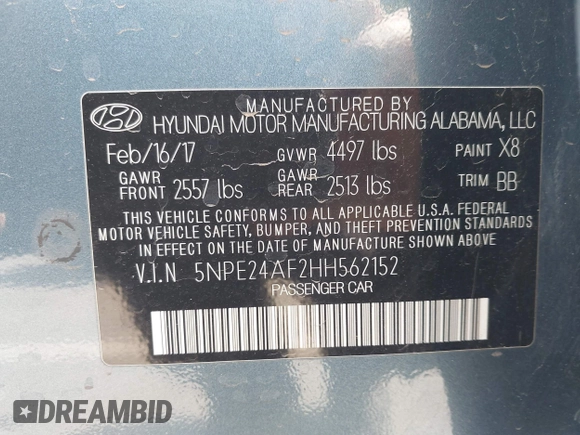 MANUFACTURED BY
HYUNDAI MOTOR MANUFACTURING ALABAMA, LLC
Feb/16/17 GVWR 4497 lbs PAINT X8
GAWR FRONT 2557 lbs GAWR REAR 2513 lbs TRIM BB
THIS VEHICLE CONFORMS TO ALL APPLICABLE U.S.A. FEDERAL
MOTOR VEHICLE SAFETY, BUMPER, AND THEFT PREVENTION STANDARDS
IN EFFECT ON THE DATE OF MANUFACTURE SHOWN ABOVE.
V.I.N 5NPE24AF2HH562152
PASSENGER CAR
DREAMBID